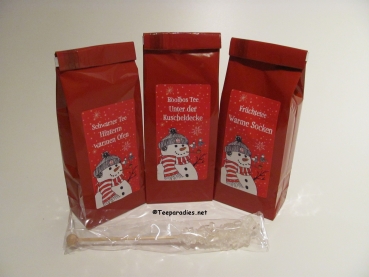 Schwarzer Tee
Hinterm
warmen Ofen
Rooibos Tee
Unter der
Kuscheldecke
Früchtetee
Warme Socken
©Teeparadies.net